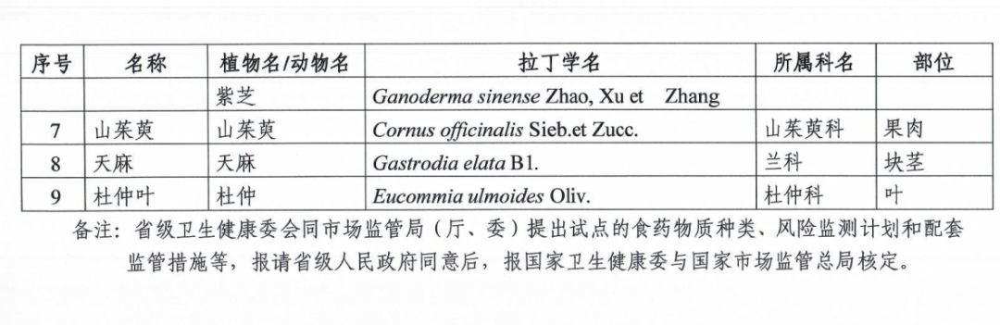 序号 名称 植物名/动物名 拉丁学名 所属科名 部位
紫芝 Ganoderma sinense Zhao, Xu et Zhang
7 山茱萸 山茱萸 Cornus officinalis Sieb.et Zucc. 山茱萸科 果肉
8 天麻 天麻 Gastrodia elata B1. 兰科 块茎
9 杜仲叶 杜仲 Eucommia ulmoides Oliv. 杜仲科 叶
备注：省级卫生健康委会同市场监管局（厅、委）提出试点的食药物质种类、风险监测计划和配套
监管措施等，报请省级人民政府同意后，报国家卫生健康委与国家市场监管总局核定。